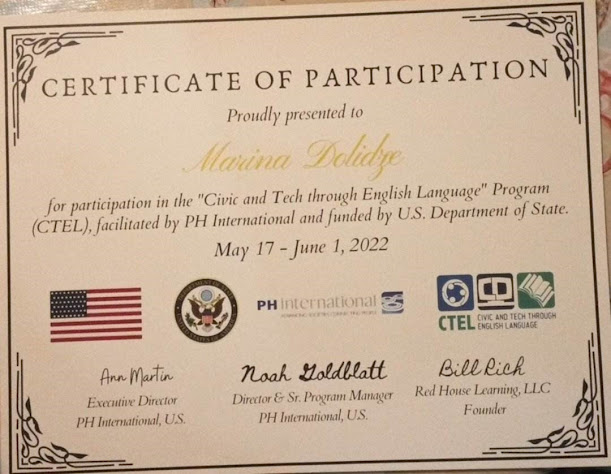 CERTIFICATE OF PARTICIPATION
Proudly presented to
Marina Dolidze
for participation in the "Civic and Tech through English Language" Program
(CTEL), facilitated by PH International and funded by U.S. Department of State.
May 17 - June 1, 2022
PH International
CTEL CIVIC AND TECH THROUGH
ENGLISH LANGUAGE
Ann Martin
Executive Director
PH International, U.S.
Noah Goldblatt
Director & Sr. Program Manager
PH International, U.S.
Bill Rich
Red House Learning, LLC
Founder